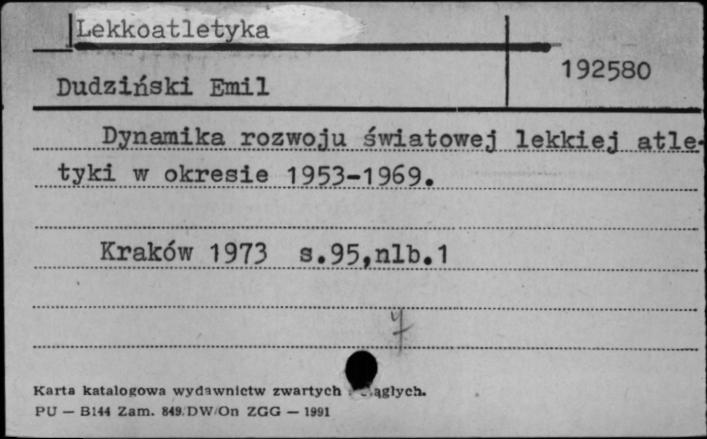 Lekkoatletyka
192580
Dudziński Emil
Dynamika rozwoju światowej lekkiej atle-
tyki w okresie 1953-1969.
Kraków 1973 s.95,nlb.1
Karta katalogowa wydawnictw zwartych
PU — B144 Zam. 849/DW/On ZGG — 1991